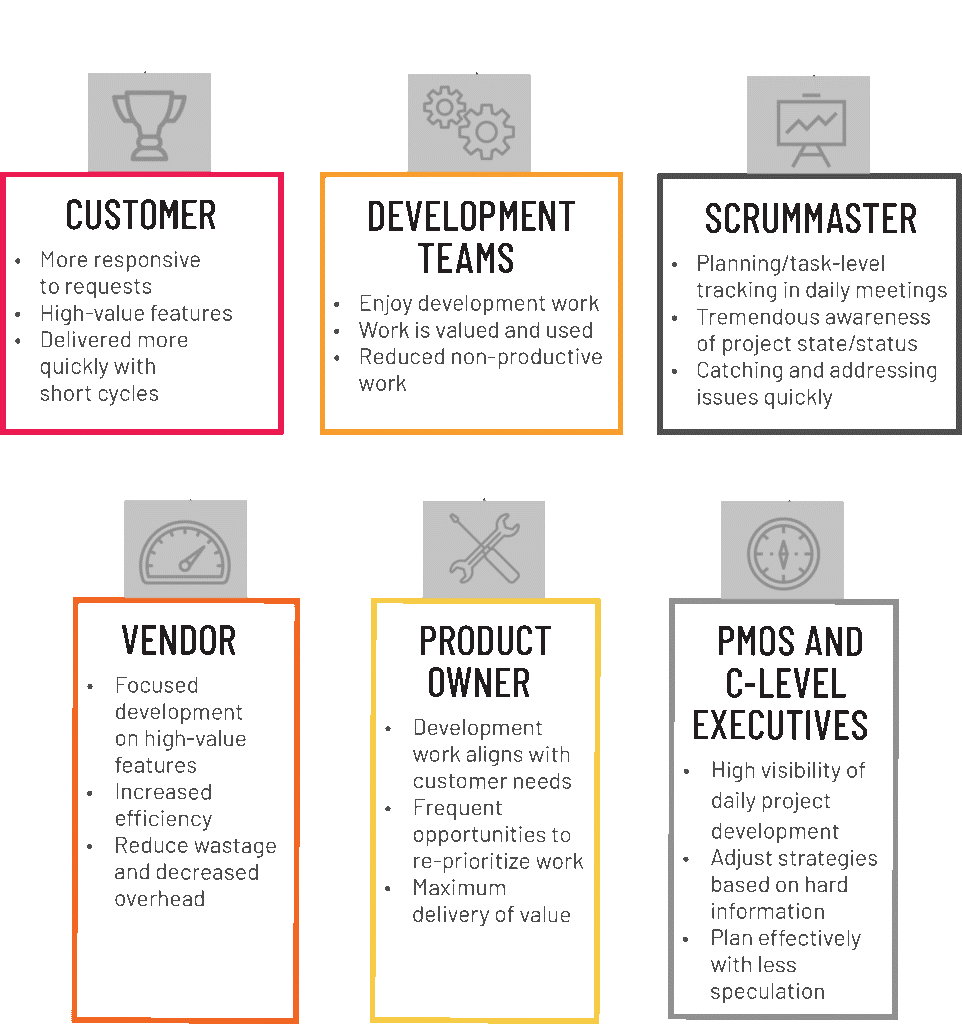 CUSTOMER
• More responsive
to requests
• High-value features
• Delivered more
quickly with
short cycles
DEVELOPMENT
TEAMS
• Enjoy development work
• Work is valued and used
• Reduced non-productive
work
SCRUMMASTER
• Planning/task-level
tracking in daily meetings
• Tremendous awareness
of project state/status
• Catching and addressing
issues quickly
VENDOR
• Focused
development
on high-value
features
• Increased
efficiency
• Reduce wastage
and decreased
overhead
PRODUCT
OWNER
• Development
work aligns with
customer needs
• Frequent
opportunities to
re-prioritize work
• Maximum
delivery of value
PMOS AND
C-LEVEL
EXECUTIVES
• High visibility of
daily project
development
• Adjust strategies
based on hard
information
• Plan effectively
with less
speculation